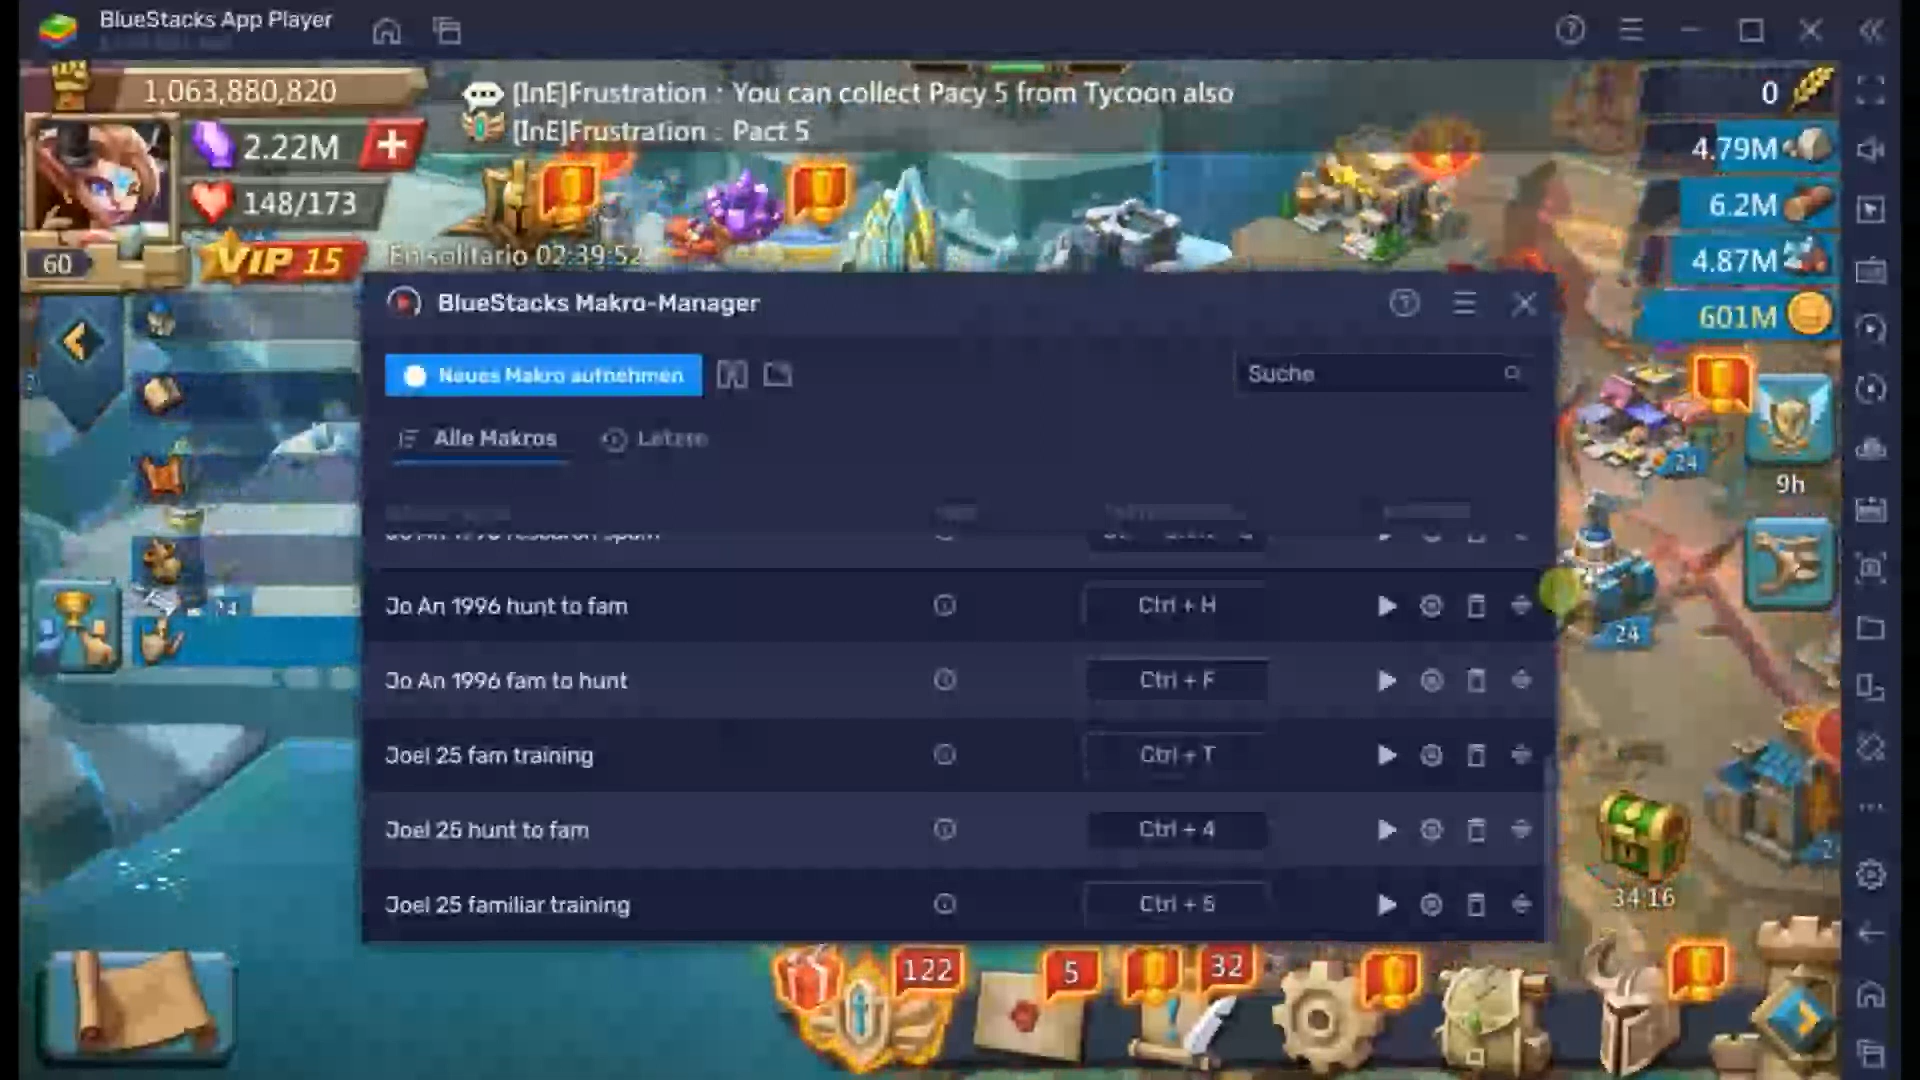 BlueStacks App Player
1,063,880,820
[InE]Frustration : You can collect Pacy 5 from Tycoon also
[InE]Frustration : Pact 5
0
2.22M
4.79M
148/173
6.2M
VIP 15
60
En solitario 02:39:52
4.87M
601M
BlueStacks Makro-Manager
Neues Makro aufnehmen
Suche
Alle Makros
Letzte
24
9h
Jo An 1996 hunt to fam
Ctrl + H
24
24
Jo An 1996 fam to hunt
Ctrl + F
Joel 25 fam training
Ctrl + T
Joel 25 hunt to fam
Ctrl + 4
Joel 25 familiar training
Ctrl + 5
34:16
122
5
32